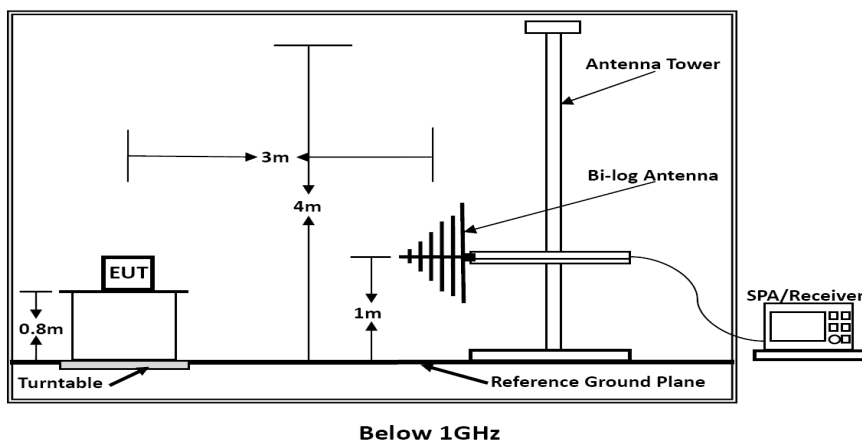 Antenna Tower
3m
Bi-log Antenna
4m
EUT
SPA/Receiver
0.8m
1m
Turntable
Reference Ground Plane
Below 1GHz